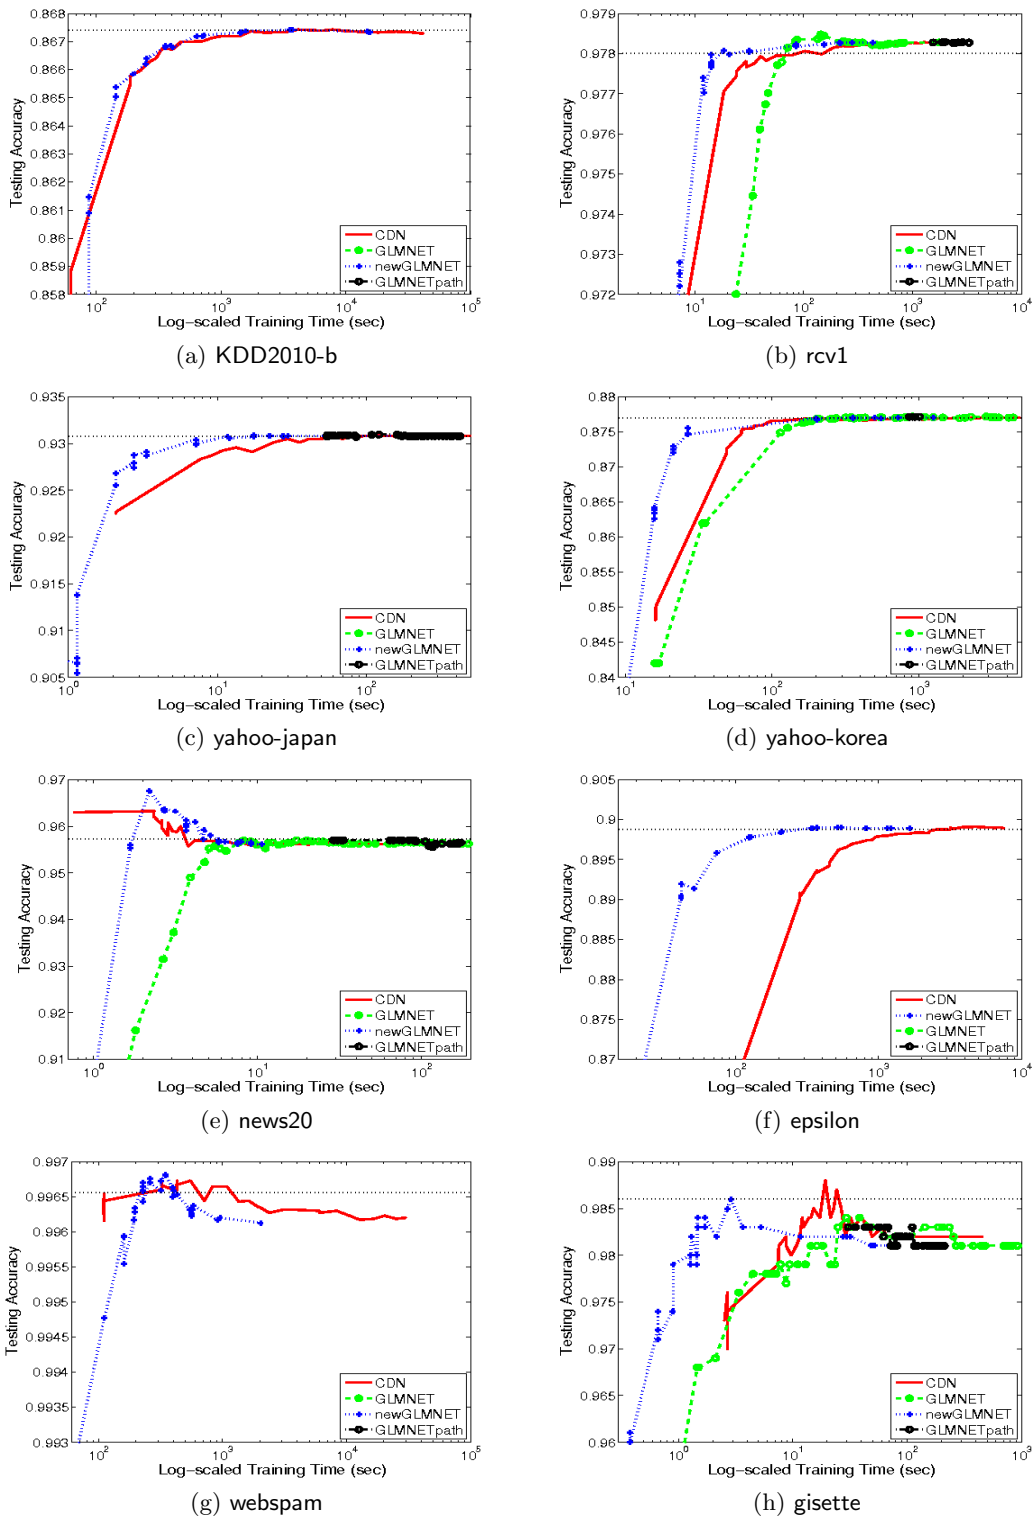 0.868
0.867
0.866
0.865
0.864
0.863
0.862
0.861
0.86
0.859
0.858
Testing Accuracy
CDN
GLMNET
newGLMNET
GLMNETpath
10^2 10^3 10^4 10^5
Log-scaled Training Time (sec)
(a) KDD2010-b
0.979
0.978
0.977
0.976
0.975
0.974
0.973
0.972
Testing Accuracy
CDN
GLMNET
newGLMNET
GLMNETpath
10^1 10^2 10^3 10^4
Log-scaled Training Time (sec)
(b) rcv1
0.935
0.93
0.925
0.92
0.915
0.91
0.905
Testing Accuracy
CDN
GLMNET
newGLMNET
GLMNETpath
10^0 10^1 10^2
Log-scaled Training Time (sec)
(c) yahoo-japan
0.88
0.875
0.87
0.865
0.86
0.855
0.85
0.845
0.84
Testing Accuracy
CDN
GLMNET
newGLMNET
GLMNETpath
10^1 10^2 10^3
Log-scaled Training Time (sec)
(d) yahoo-korea
0.97
0.96
0.95
0.94
0.93
0.92
0.91
Testing Accuracy
CDN
GLMNET
newGLMNET
GLMNETpath
10^0 10^1 10^2
Log-scaled Training Time (sec)
(e) news20
0.905
0.9
0.895
0.89
0.885
0.88
0.875
0.87
Testing Accuracy
CDN
newGLMNET
GLMNET
GLMNETpath
10^2 10^3 10^4
Log-scaled Training Time (sec)
(f) epsilon
0.997
0.9965
0.996
0.9955
0.995
0.9945
0.994
0.9935
0.993
Testing Accuracy
CDN
GLMNET
newGLMNET
GLMNETpath
10^2 10^3 10^4 10^5
Log-scaled Training Time (sec)
(g) webspam
0.99
0.985
0.98
0.975
0.97
0.965
0.96
Testing Accuracy
CDN
GLMNET
newGLMNET
GLMNETpath
10^0 10^1 10^2 10^3
Log-scaled Training Time (sec)
(h) gisette